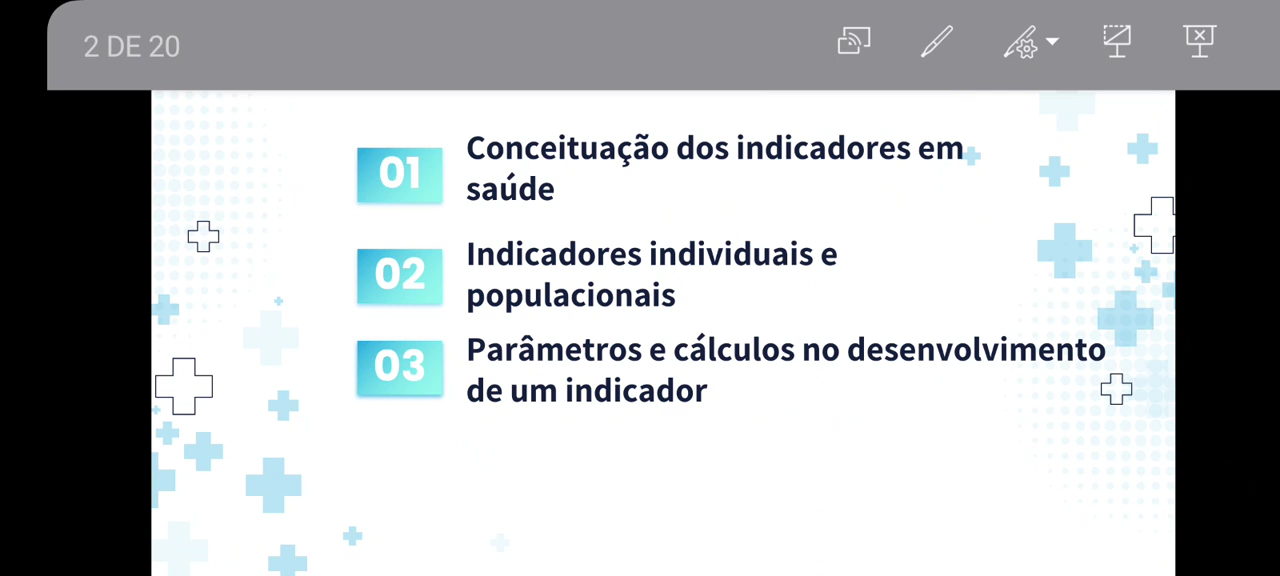 2 DE 20
01
Conceituação dos indicadores em
saúde
02
Indicadores individuais e
populacionais
03
Parâmetros e cálculos no desenvolvimento
de um indicador